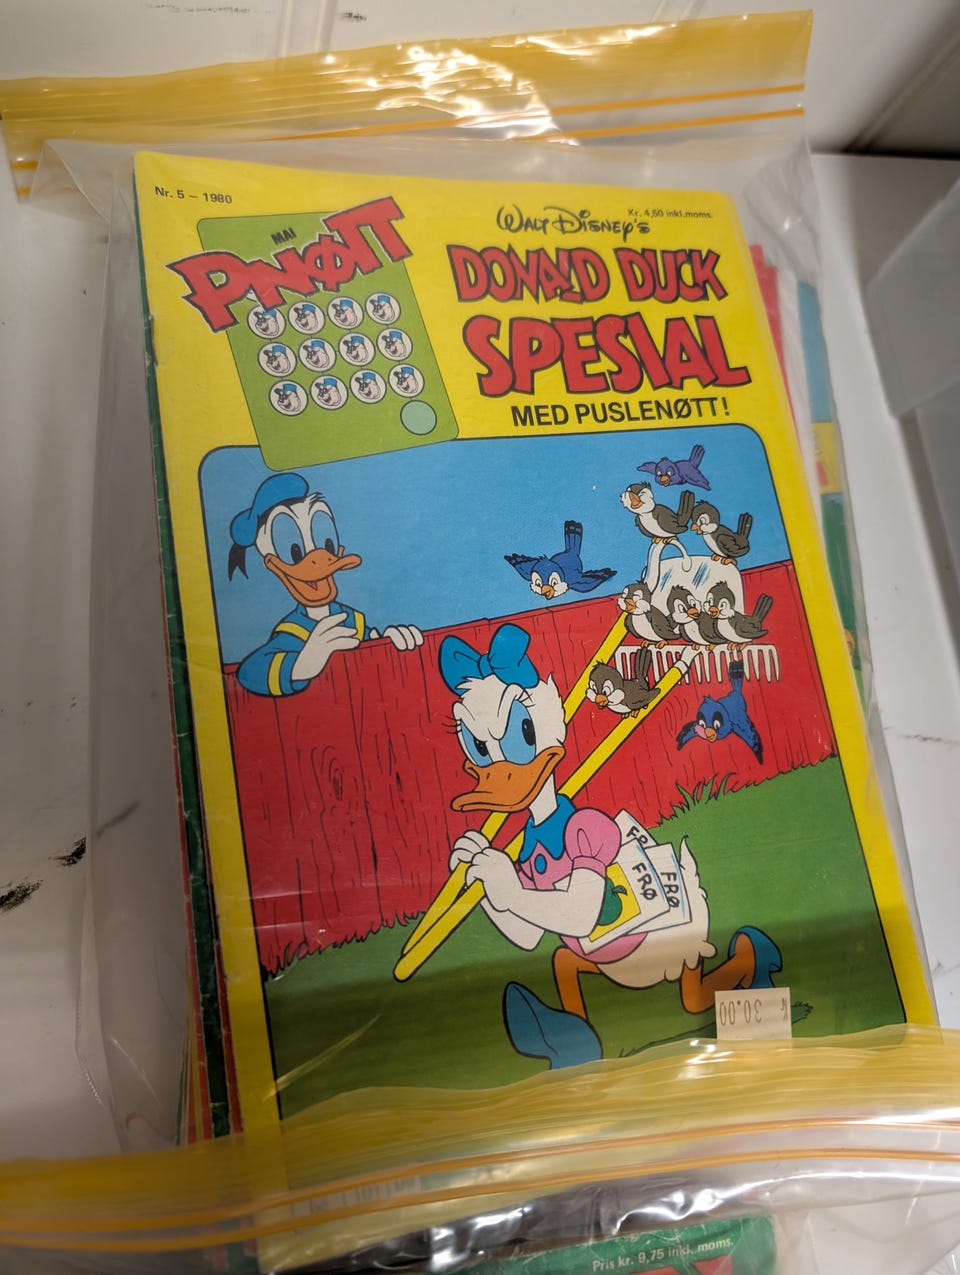 Nr. 5 – 1980
MAI
PNØTT
Kr. 4,50 inkl.moms.
WALT DISNEY'S
DONALD DUCK
SPESIAL
MED PUSLENØTT!
FRØ
FRØ
FRØ
Kr 30.00
Pris kr. 9,75 inkl. moms.